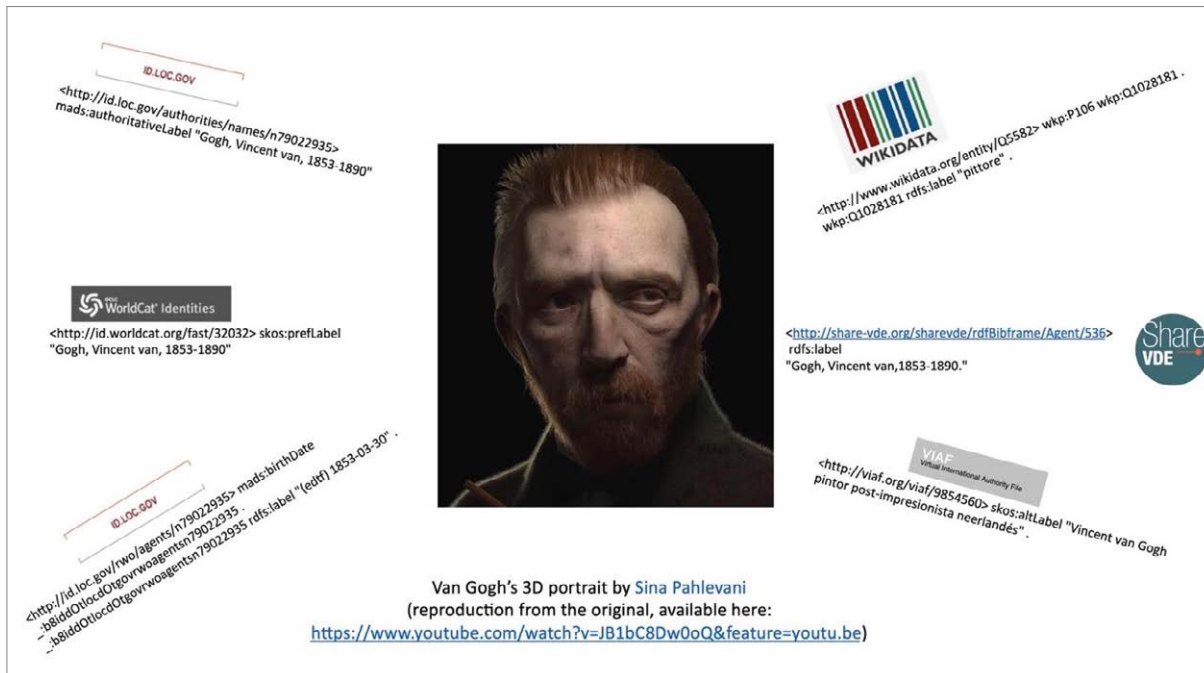 ID.LOC.GOV
<http://id.loc.gov/authorities/names/n79022935>
mads:authoritativeLabel "Gogh, Vincent van, 1853-1890"
WIKIDATA
<http://www.wikidata.org/entity/Q5582> wkp:P106 wkp:Q1028181 .
wkp:Q1028181 rdfs:label "pittore" .
OCLC
WorldCat® Identities
<http://id.worldcat.org/fast/32032> skos:prefLabel
"Gogh, Vincent van, 1853-1890"
<http://share-vde.org/sharevde/rdfBibframe/Agent/536>
rdfs:label
"Gogh, Vincent van,1853-1890."
Share
VDE
ID.LOC.GOV
<http://id.loc.gov/rwo/agents/n79022935> mads:birthDate
_:b8iddOtlocdOtgovrwoagentsn79022935 .
_:b8iddOtlocdOtgovrwoagentsn79022935 rdfs:label "(edtf) 1853-03-30" .
VIAF
Virtual International Authority File
<http://viaf.org/viaf/9854560> skos:altLabel "Vincent van Gogh
pintor post-impresionista neerlandés" .
Van Gogh's 3D portrait by Sina Pahlevani
(reproduction from the original, available here:
https://www.youtube.com/watch?v=JB1bC8Dw0oQ&feature=youtu.be)